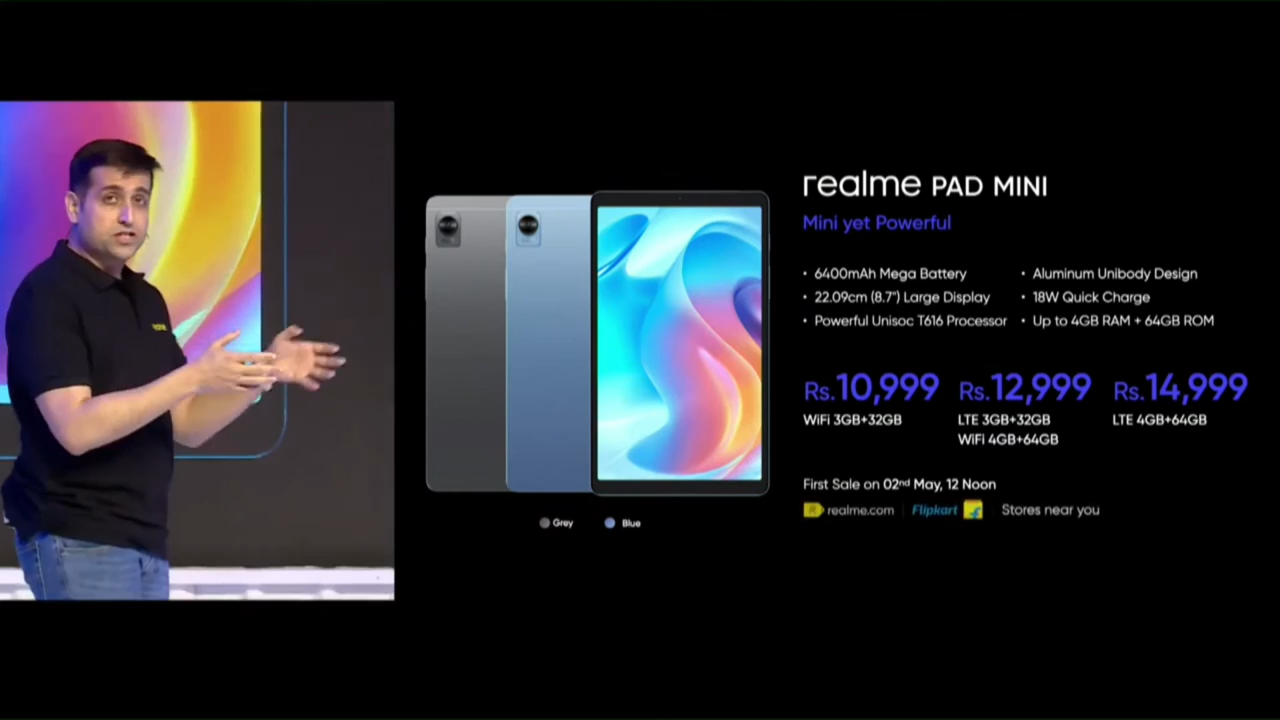 realme PAD MINI
Mini yet Powerful
• 6400mAh Mega Battery
• 22.09cm (8.7") Large Display
• Powerful Unisoc T616 Processor
• Aluminum Unibody Design
• 18W Quick Charge
• Up to 4GB RAM + 64GB ROM
Rs.10,999
WiFi 3GB+32GB
Rs.12,999
LTE 3GB+32GB
WiFi 4GB+64GB
Rs.14,999
LTE 4GB+64GB
First Sale on 02nd May, 12 Noon
R realme.com
Flipkart
Stores near you
Grey
Blue
realme